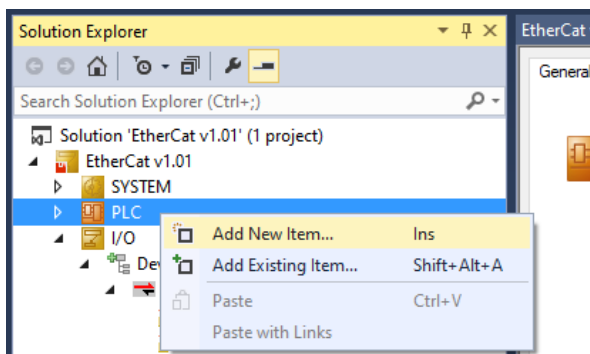 Solution Explorer
EtherCat
General
Search Solution Explorer (Ctrl+;)
Solution 'EtherCat v1.01' (1 project)
EtherCat v1.01
SYSTEM
PLC
Add New Item... Ins
I/O
Add Existing Item... Shift+Alt+A
Paste Ctrl+V
Paste with Links